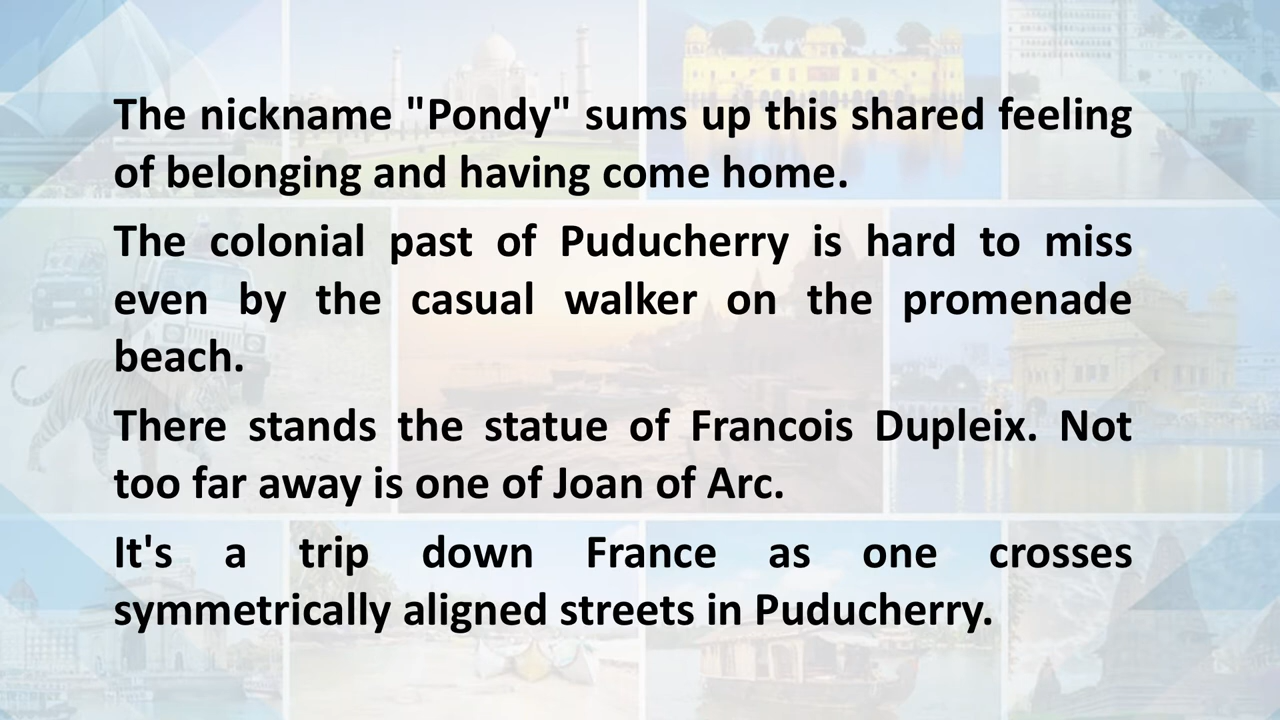 The nickname "Pondy" sums up this shared feeling
of belonging and having come home.
The colonial past of Puducherry is hard to miss
even by the casual walker on the promenade
beach.
There stands the statue of Francois Dupleix. Not
too far away is one of Joan of Arc.
It's a trip down France as one crosses
symmetrically aligned streets in Puducherry.